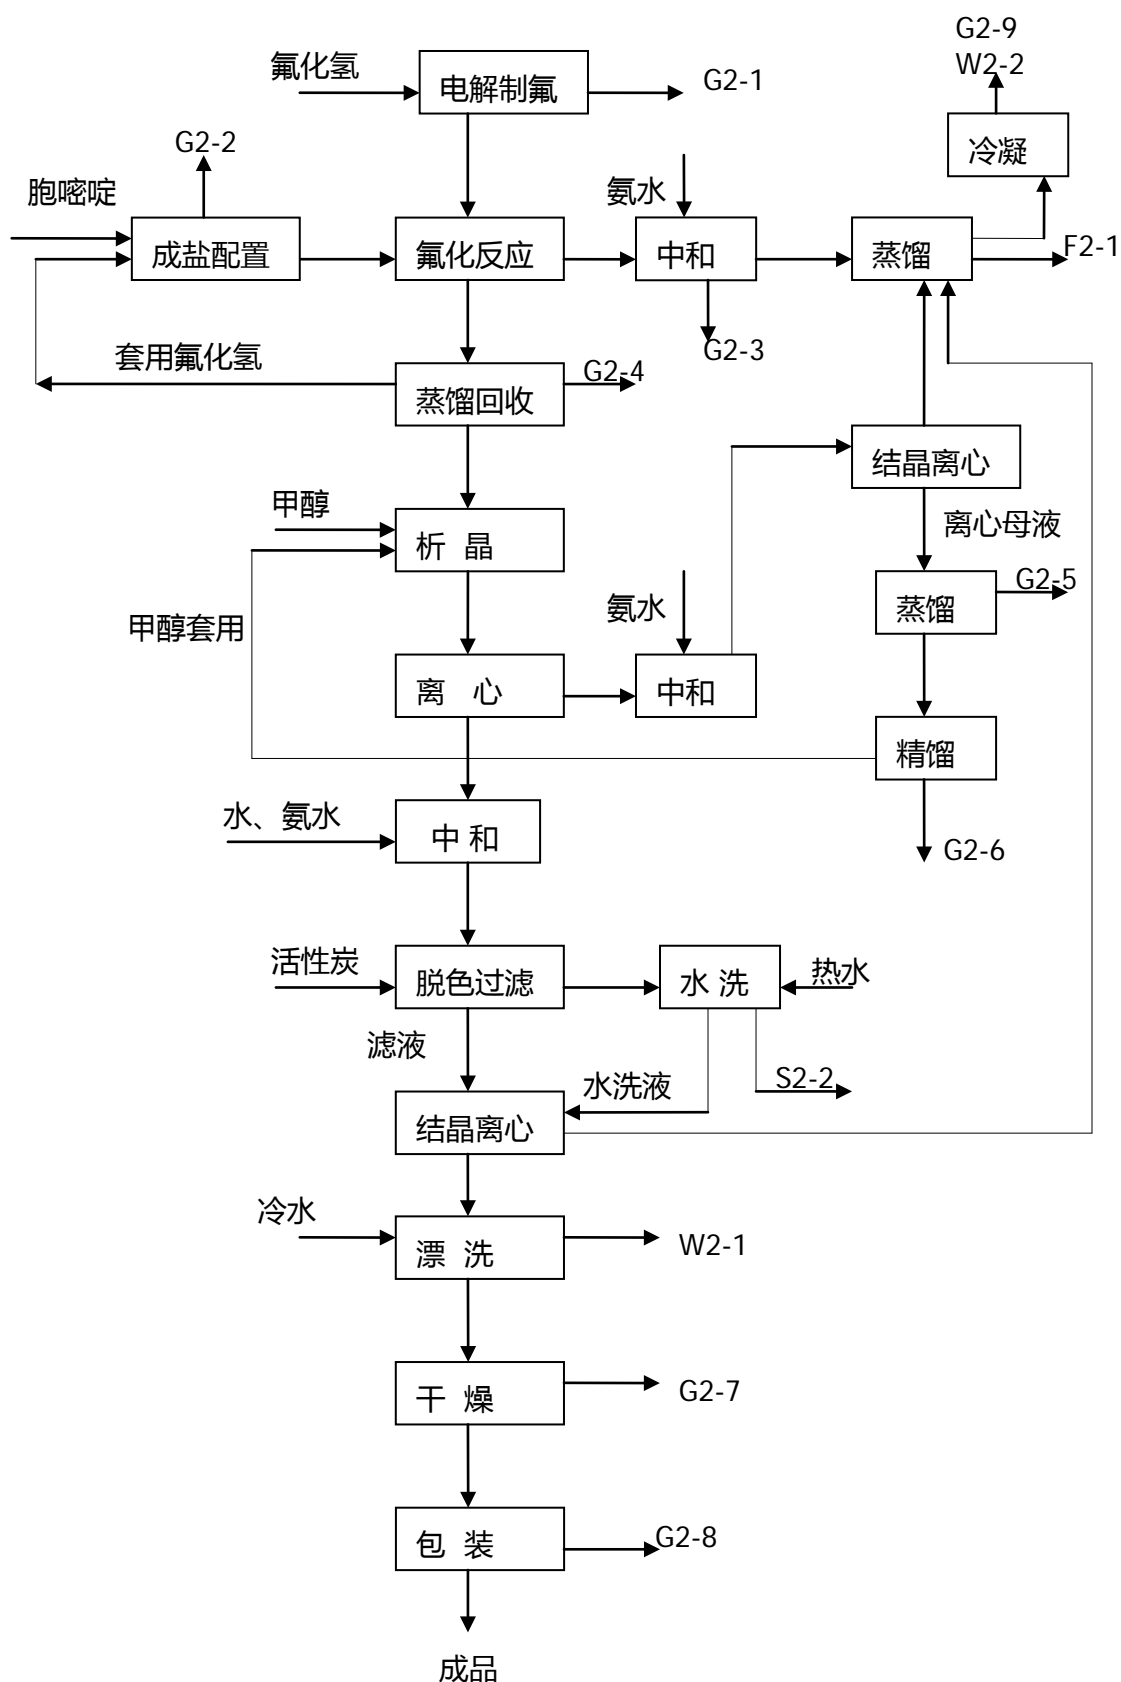 G2-9
W2-2
氟化氢
电解制氟
G2-1
冷凝
G2-2
胞嘧啶
氨水
成盐配置
氟化反应
中和
蒸馏
F2-1
G2-3
套用氟化氢
蒸馏回收
G2-4
结晶离心
甲醇
析 晶
离心母液
甲醇套用
氨水
蒸馏
G2-5
离 心
中和
精馏
水、氨水
中 和
G2-6
活性炭
脱色过滤
水 洗
热水
滤液
水洗液
S2-2
结晶离心
冷水
漂 洗
W2-1
干 燥
G2-7
包 装
G2-8
成品